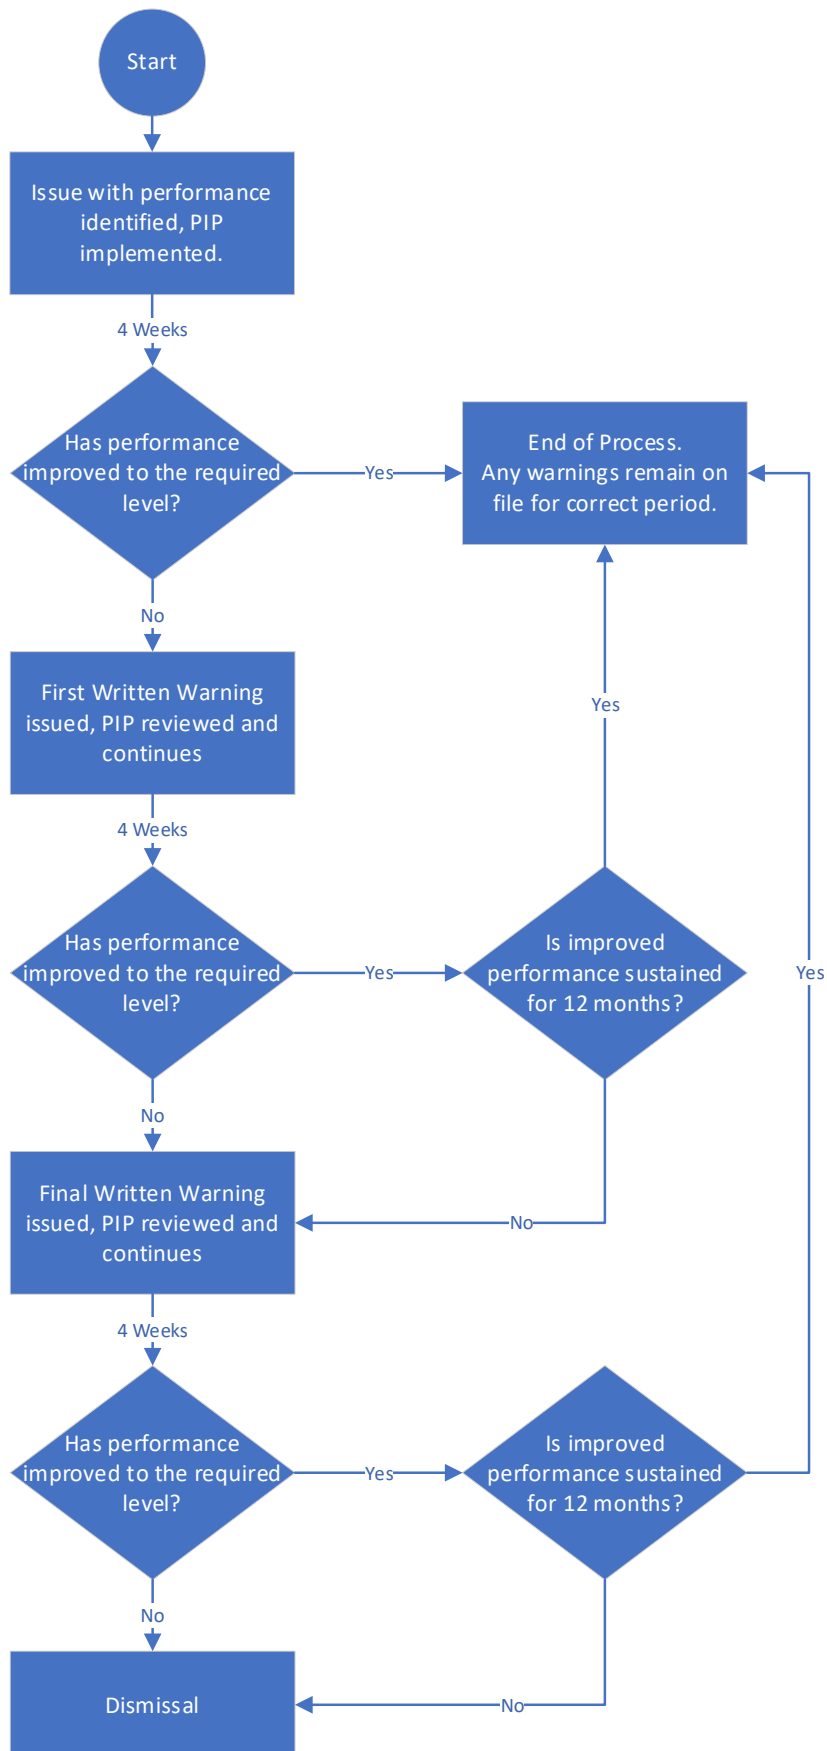 Start
Issue with performance
identified, PIP
implemented.
4 Weeks
Has performance
improved to the required
level?
Yes
End of Process.
Any warnings remain on
file for correct period.
No
First Written Warning
issued, PIP reviewed and
continues
Yes
4 Weeks
Has performance
improved to the required
level?
Yes
Is improved
performance sustained
for 12 months?
Yes
No
Final Written Warning
issued, PIP reviewed and
continues
No
4 Weeks
Has performance
improved to the required
level?
Yes
Is improved
performance sustained
for 12 months?
No
Dismissal
No